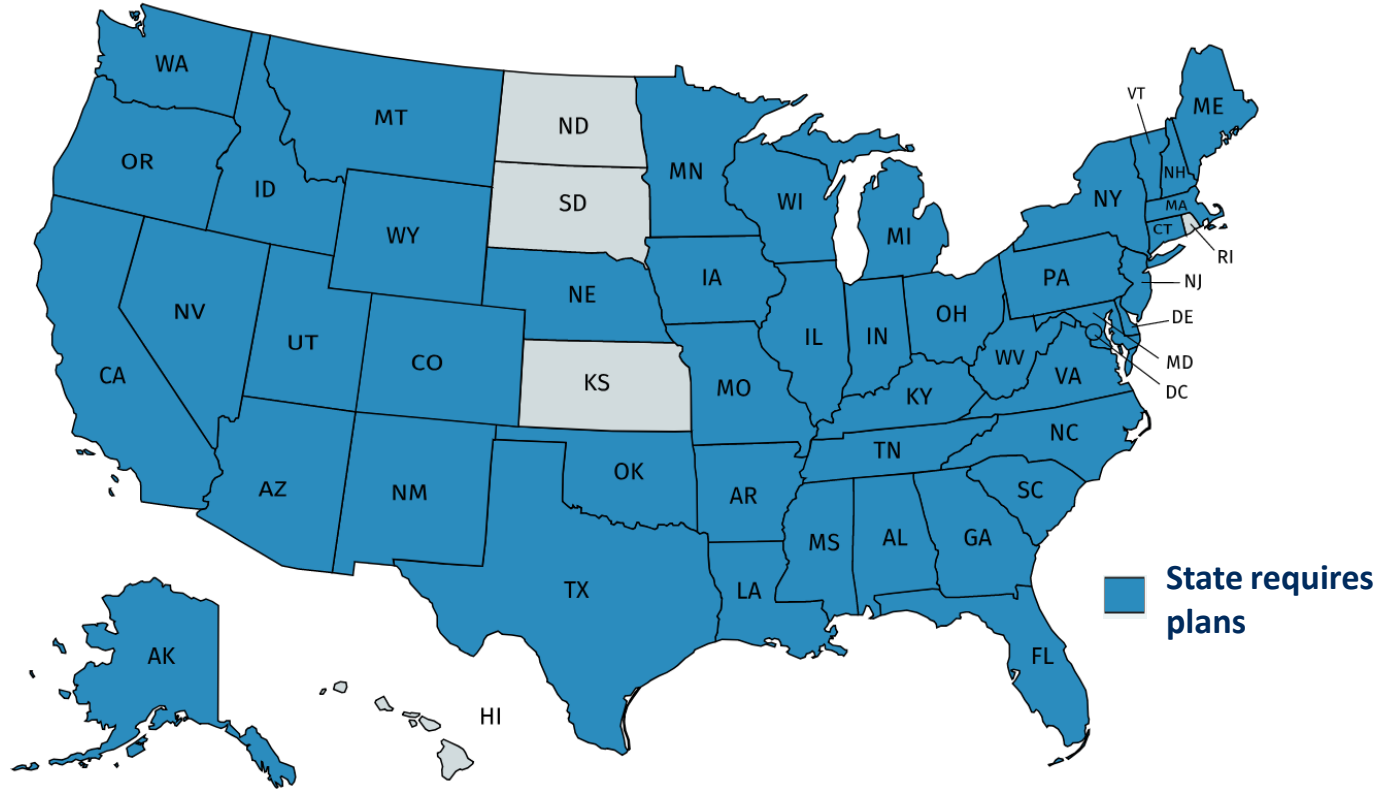 WA
MT
ND
MN
OR
ID
SD
WI
MI
NY
VT
ME
NH
MA
CT
RI
WY
IA
PA
NJ
NE
NV
UT
CO
IL
IN
OH
DE
MD
DC
WV
VA
CA
KS
MO
KY
NC
TN
OK
AR
SC
AZ
NM
MS
AL
GA
TX
LA
FL
AK
HI
State requires
plans